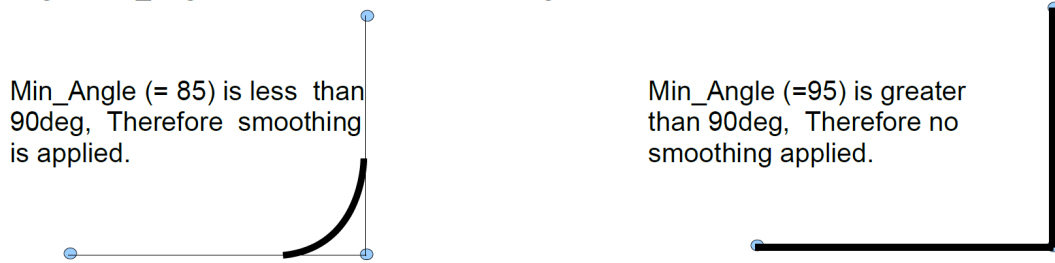 Min_Angle (= 85) is less than
90deg, Therefore smoothing
is applied.
Min_Angle (=95) is greater
than 90deg, Therefore no
smoothing applied.